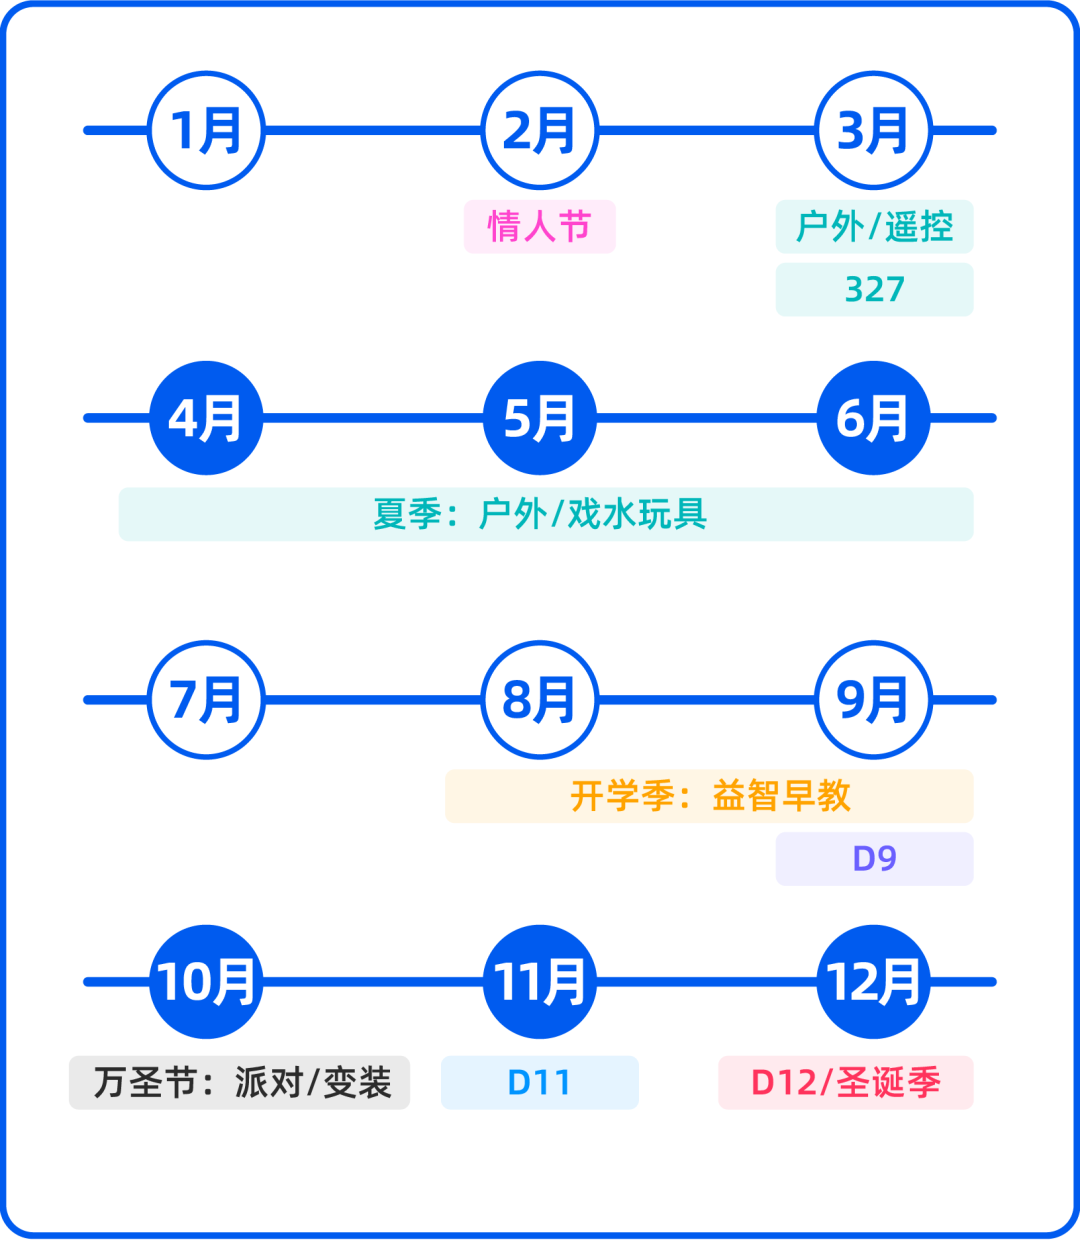 1月
2月
3月
情人节
户外/遥控
327
4月
5月
6月
夏季：户外/戏水玩具
7月
8月
9月
开学季：益智早教
D9
10月
11月
12月
万圣节：派对/变装
D11
D12/圣诞季